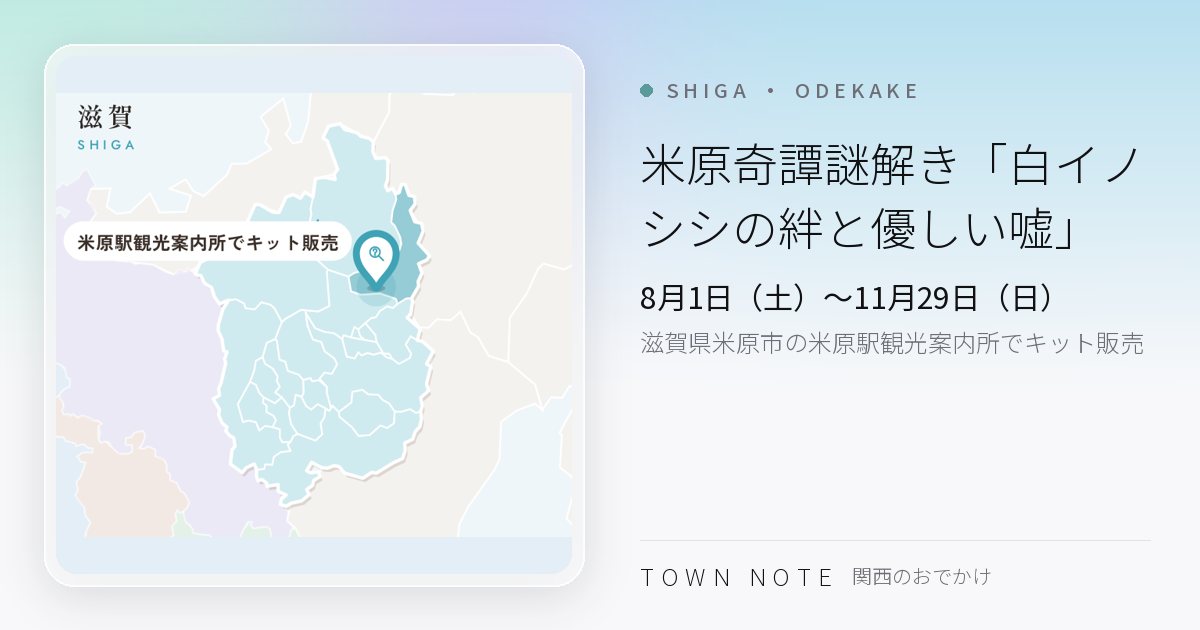 滋賀
SHIGA
米原駅観光案内所でキット販売
SHIGA • ODEKAKE
米原奇譚謎解き「白イノ
シシの絆と優しい嘘」
8月1日（土）〜11月29日（日）
滋賀県米原市の米原駅観光案内所でキット販売
TOWN NOTE 関西のおでかけ